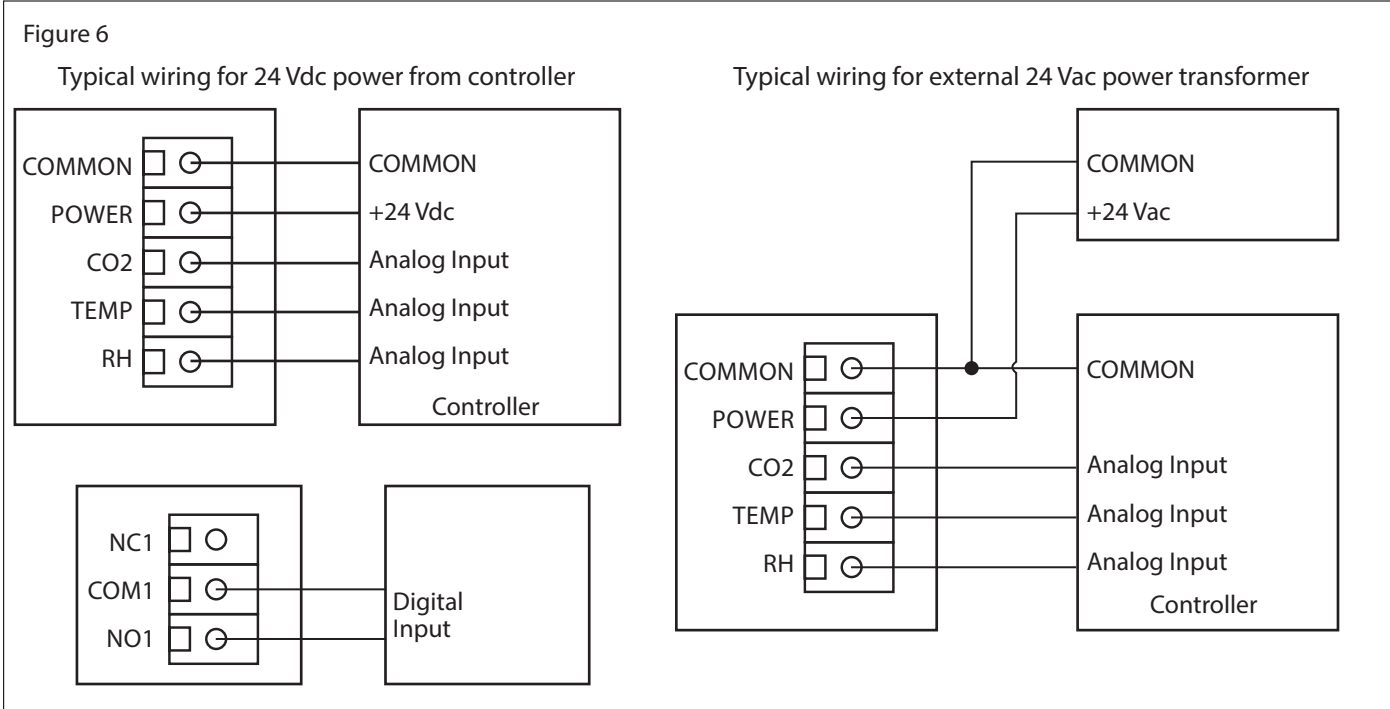 Figure 6
Typical wiring for 24 Vdc power from controller
COMMON
POWER
CO2
TEMP
RH
COMMON
+24 Vdc
Analog Input
Analog Input
Analog Input
Controller
NC1
COM1
NO1
Digital
Input
Typical wiring for external 24 Vac power transformer
COMMON
+24 Vac
COMMON
POWER
CO2
TEMP
RH
COMMON
Analog Input
Analog Input
Analog Input
Controller